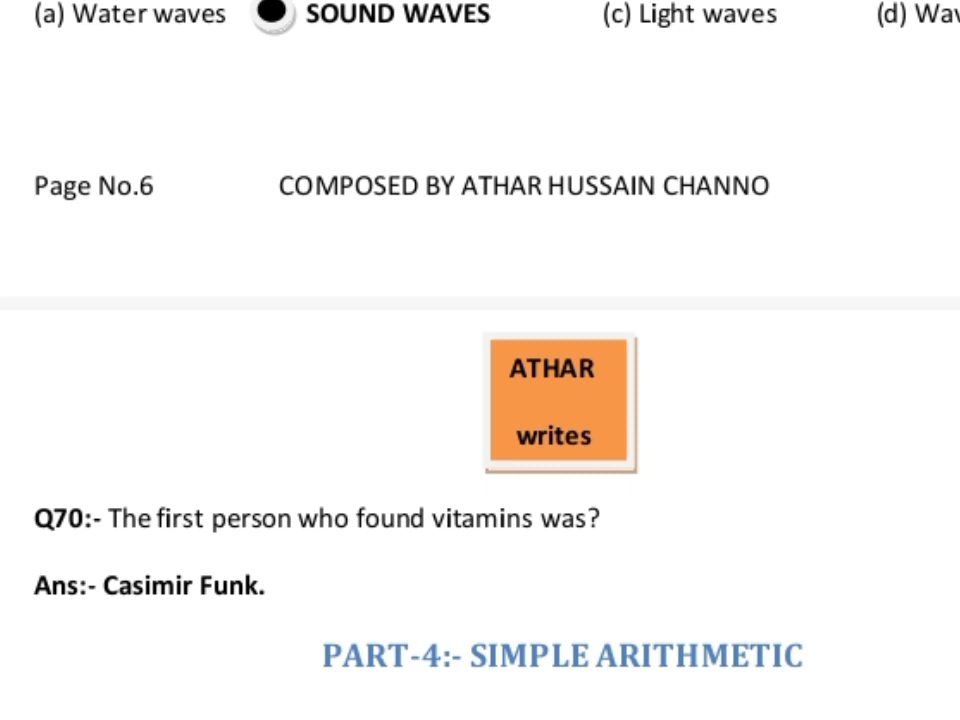 (a) Water waves SOUND WAVES (c) Light waves (d)
Page No.6 COMPOSED BY ATHAR HUSSAIN CHANNO
ATHAR
writes
Q70:- The first person who found vitamins was?
Ans:- Casimir Funk.
PART-4:- SIMPLE ARITHMETIC